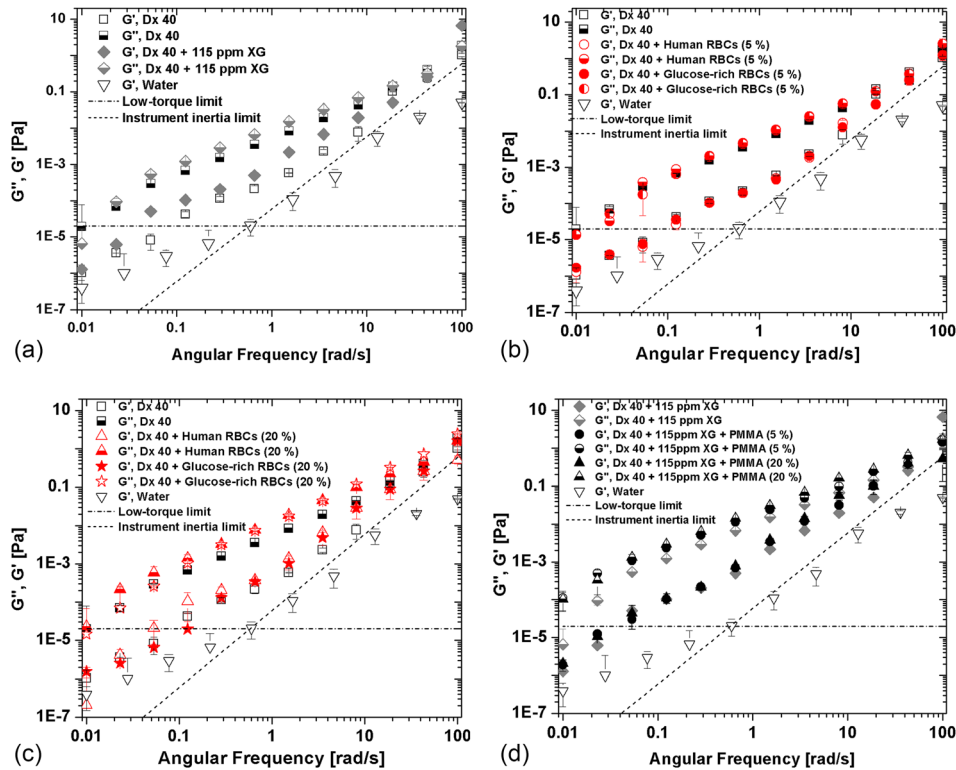 10
0.1
1E-3
1E-5
1E-7
G'', G' [Pa]
G', Dx 40
G'', Dx 40
G', Dx 40 + 115 ppm XG
G'', Dx 40 + 115 ppm XG
G', Water
Low-torque limit
Instrument inertia limit
0.01 0.1 1 10 100
Angular Frequency [rad/s]
(a)
10
0.1
1E-3
1E-5
1E-7
G'', G' [Pa]
G', Dx 40
G'', Dx 40
G', Dx 40 + Human RBCs (5 %)
G'', Dx 40 + Human RBCs (5 %)
G', Dx 40 + Glucose-rich RBCs (5 %)
G'', Dx 40 + Glucose-rich RBCs (5 %)
G', Water
Low-torque limit
Instrument inertia limit
0.01 0.1 1 10 100
Angular Frequency [rad/s]
(b)
10
0.1
1E-3
1E-5
1E-7
G'', G' [Pa]
G', Dx 40
G'', Dx 40
G', Dx 40 + Human RBCs (20 %)
G'', Dx 40 + Human RBCs (20 %)
G', Dx 40 + Glucose-rich RBCs (20 %)
G'', Dx 40 + Glucose-rich RBCs (20 %)
G', Water
Low-torque limit
Instrument inertia limit
0.01 0.1 1 10 100
Angular Frequency [rad/s]
(c)
10
0.1
1E-3
1E-5
1E-7
G'', G' [Pa]
G', Dx 40 + 115 ppm XG
G'', Dx 40 + 115 ppm XG
G', Dx 40 + 115ppm XG + PMMA (5 %)
G'', Dx 40 + 115ppm XG + PMMA (5 %)
G', Dx 40 + 115ppm XG + PMMA (20 %)
G'', Dx 40 + 115ppm XG + PMMA (20 %)
G', Water
Low-torque limit
Instrument inertia limit
0.01 0.1 1 10 100
Angular Frequency [rad/s]
(d)